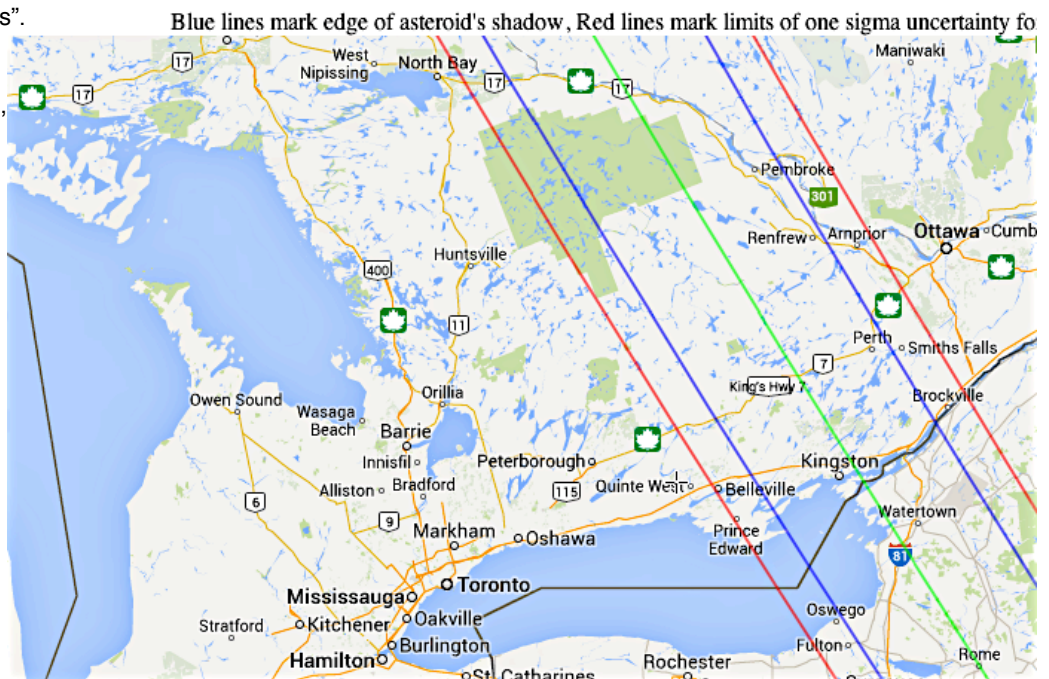 s”.
Blue lines mark edge of asteroid's shadow, Red lines mark limits of one sigma uncertainty fo
,
17
West
Nipissing
North Bay
Maniwaki
17
17
17
Pembroke
301
Renfrew
Arnprior
Ottawa
Cumb
Huntsville
400
11
Perth
Smiths Falls
7
King's Hwy 7
Brockville
Owen Sound
Orillia
Wasaga
Beach
Barrie
Innisfil
Peterborough
Kingston
Alliston
Bradford
115
Quinte West
Belleville
6
9
Markham
Oshawa
Prince
Edward
Watertown
81
Toronto
Mississauga
Oakville
Oswego
Stratford
Kitchener
Burlington
Fulton
Hamilton
Rochester
Rome
St. Catharines